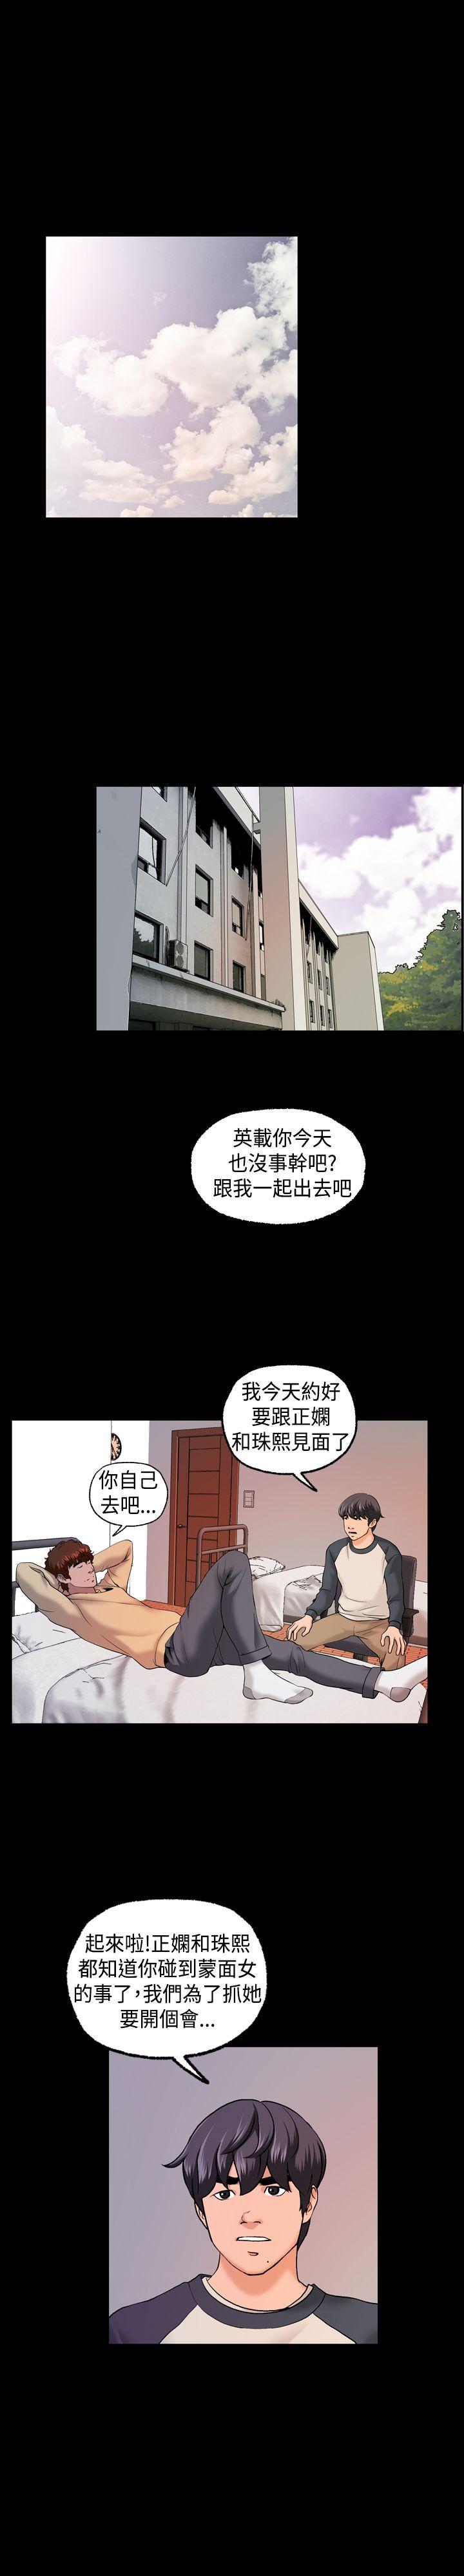 英載你今天
也沒事幹吧?
跟我一起出去吧
我今天約好
要跟正嫻
和珠熙見面了
你自己
去吧...
起來啦!正嫻和珠熙
都知道你碰到蒙面女
的事了,我們為了抓她
要開個會...